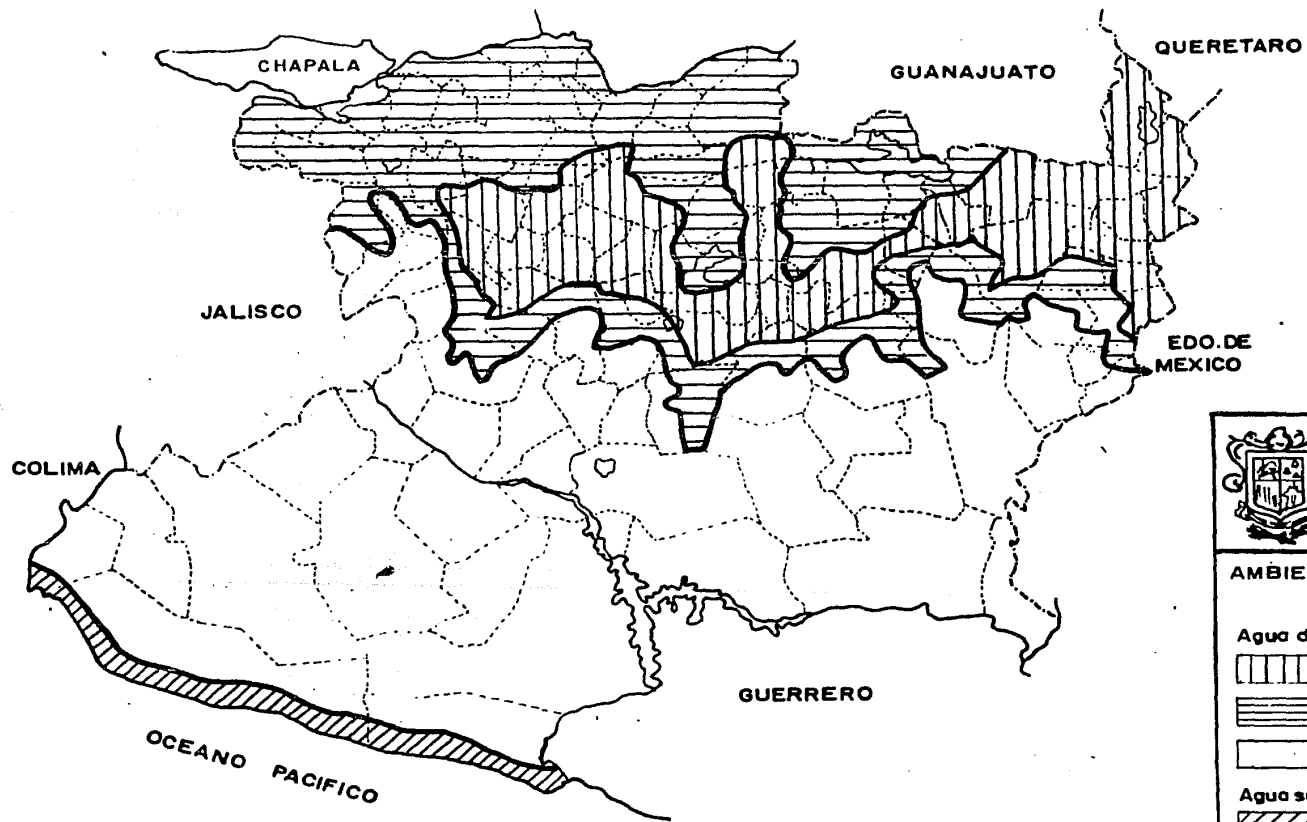 CHAPALA
GUANAJUATO
QUERETARO
JALISCO
EDO. DE
MEXICO
COLIMA
AMBIE
Agua d
GUERRERO
OCEANO PACIFICO
Agua s